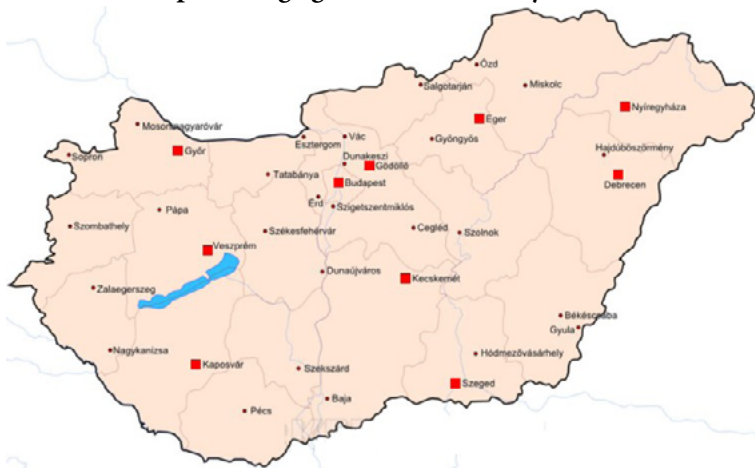 Ózd
Salgotarján
Miskolc
Nyíregyháza
Eger
Mosonmagyaróvár
Esztergom
Vác
Gyöngyös
Győr
Sopron
Dunakeszi
Gödöllő
Hajdúböszörmény
Tatabánya
Budapest
Debrecen
Érd
Szigetszentmiklós
Pápa
Szombathely
Székesfehérvár
Cegléd
Szolnok
Veszprém
Dunaújváros
Kecskemét
Zalaegerszeg
Békéscsaba
Gyula
Nagykanizsa
Hódmezővásárhely
Kaposvár
Szekszárd
Szeged
Baja
Pécs